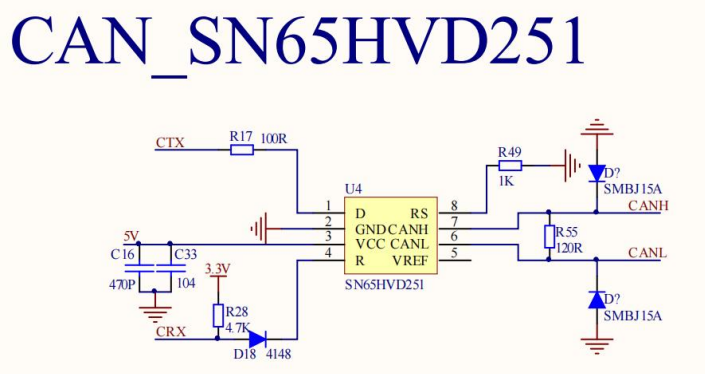 CAN_SN65HVD251
CTX
R17 100R
R49
1K
D?
SMBJ15A
U4
1 D RS 8
2 GND CANH 7
3 VCC CANL 6
4 R VREF 5
SN65HVD251
CANH
R55
120R
CANL
5V
C16
470P
C33
104
3.3V
R28
4.7K
CRX
D18 4148
D?
SMBJ15A